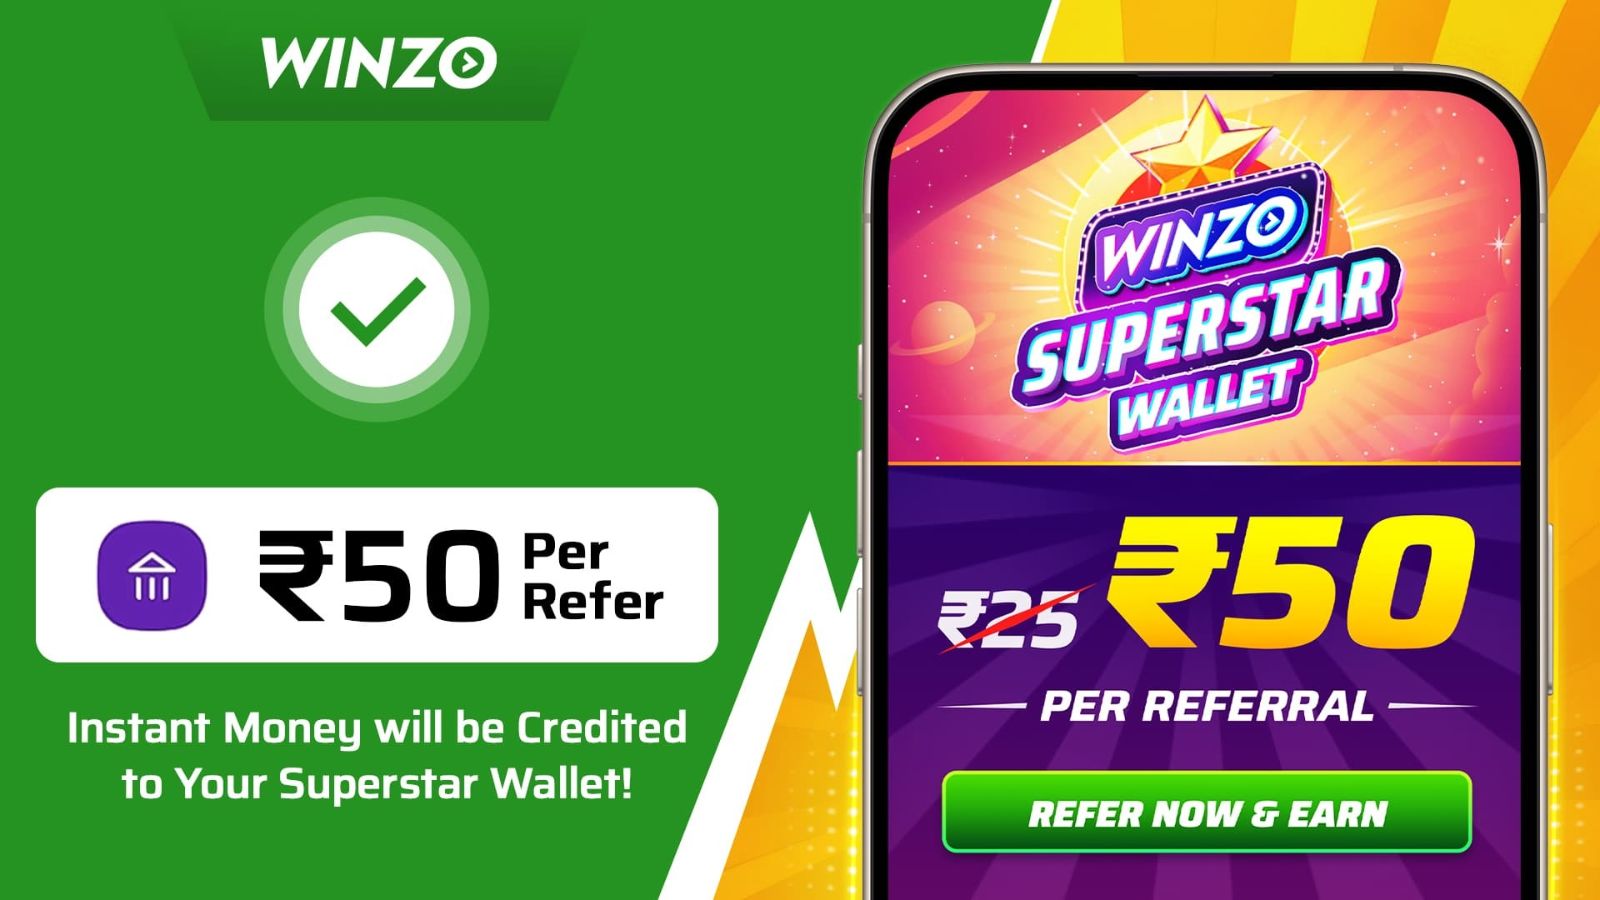 WINZO
₹50
Per
Refer
Instant Money will be Credited
to Your Superstar Wallet!
WINZO
SUPERSTAR
WALLET
₹25 ₹50
PER REFERRAL
REFER NOW & EARN